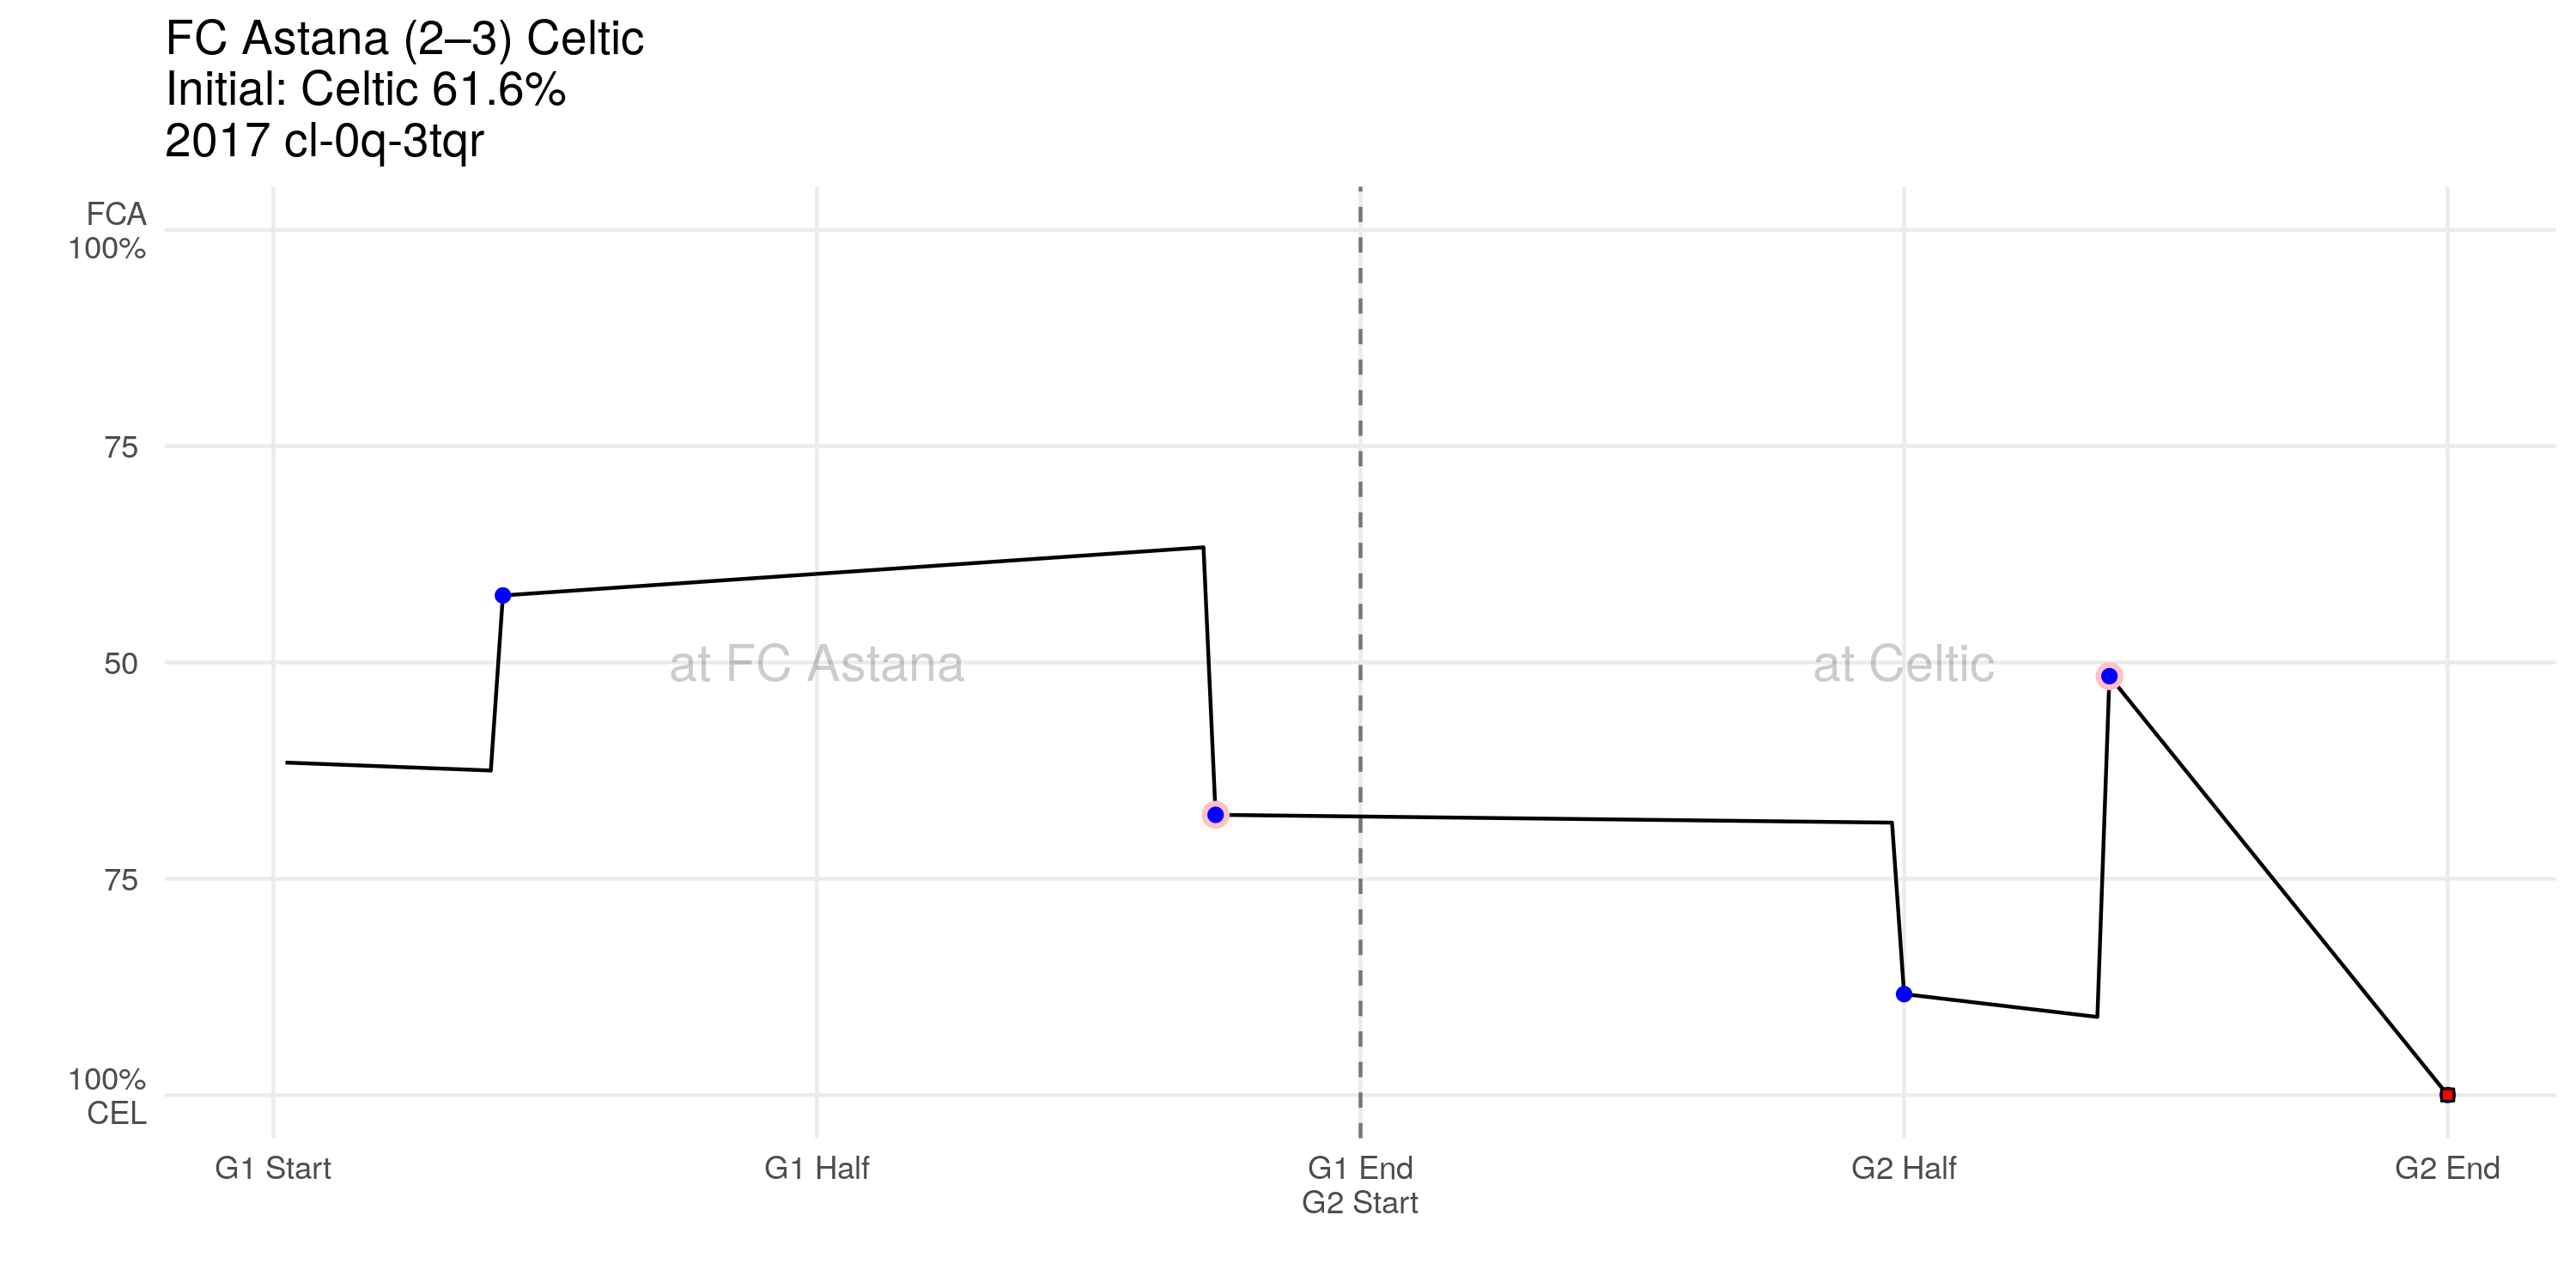 FC Astana (2–3) Celtic
Initial: Celtic 61.6%
2017 cl-0q-3tqr
FCA
100%
75
50
75
100%
CEL
at FC Astana
at Celtic
G1 Start
G1 Half
G1 End
G2 Start
G2 Half
G2 End